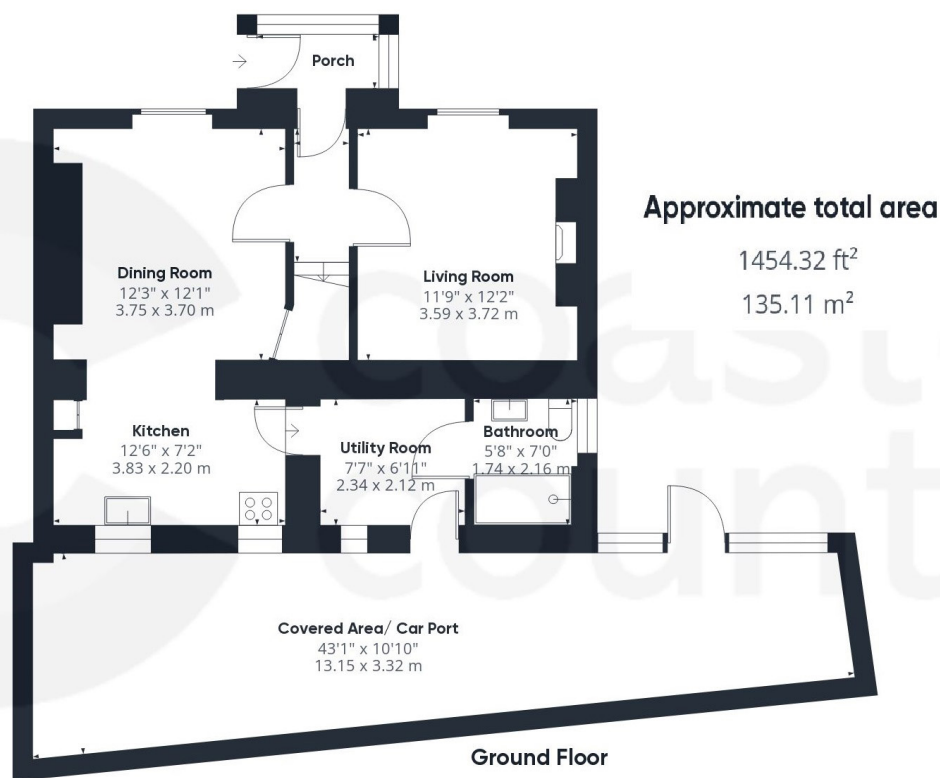 Porch
Dining Room
12'3" x 12'1"
3.75 x 3.70 m
Living Room
11'9" x 12'2"
3.59 x 3.72 m
Approximate total area
1454.32 ft²
135.11 m²
Kitchen
12'6" x 7'2"
3.83 x 2.20 m
Utility Room
7'7" x 6'11"
2.34 x 2.12 m
Bathroom
5'8" x 7'0"
1.74 x 2.16 m
Covered Area/ Car Port
43'1" x 10'10"
13.15 x 3.32 m
Ground Floor